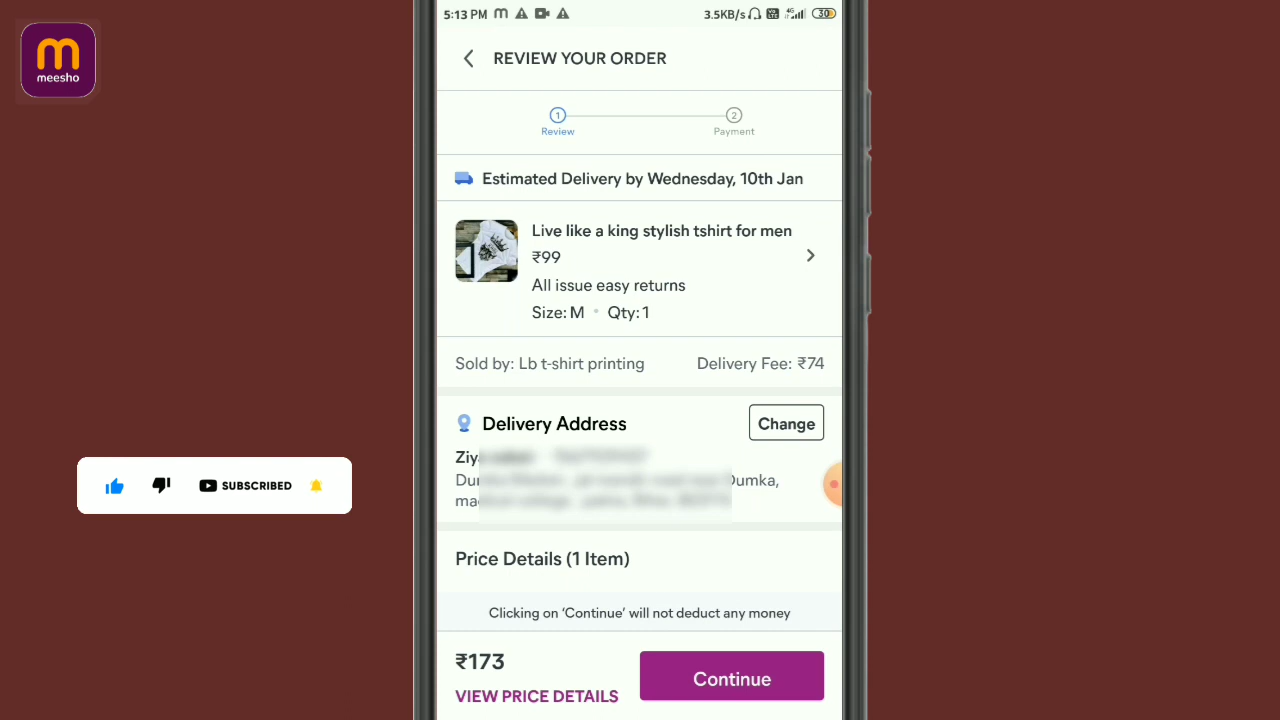 meesho
5:13 PM
3.5KB/s 4G 30
REVIEW YOUR ORDER
1
2
Review
Payment
Estimated Delivery by Wednesday, 10th Jan
Live like a king stylish tshirt for men
₹99
All issue easy returns
Size: M • Qty: 1
Sold by: Lb t-shirt printing
Delivery Fee: ₹74
Delivery Address
Change
Dumka,
SUBSCRIBED
Price Details (1 Item)
Clicking on ‘Continue’ will not deduct any money
₹173
VIEW PRICE DETAILS
Continue